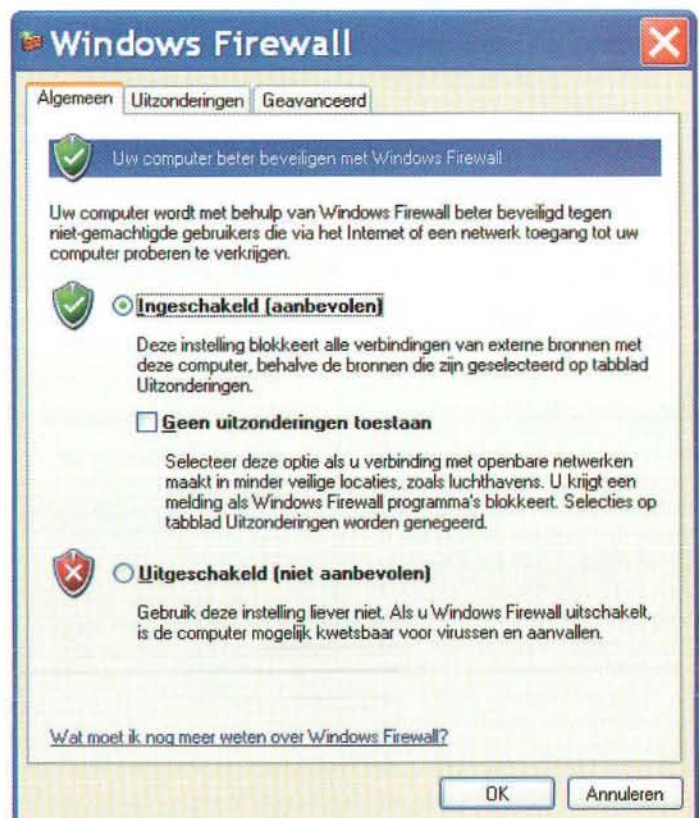 Windows Firewall
Algemeen Uitzonderingen Geavanceerd
Uw computer beter beveiligen met Windows Firewall
Uw computer wordt met behulp van Windows Firewall beter beveiligd tegen
niet-gemachtigde gebruikers die via het Internet of een netwerk toegang tot uw
computer proberen te verkrijgen.
Ingeschakeld (aanbevolen)
Deze instelling blokkeert alle verbindingen van externe bronnen met
deze computer, behalve de bronnen die zijn geselecteerd op tabblad
Uitzonderingen.
Geen uitzonderingen toestaan
Selecteer deze optie als u verbinding met openbare netwerken
maakt in minder veilige locaties, zoals luchthavens. U krijgt een
melding als Windows Firewall programma's blokkeert. Selecties op
tabblad Uitzonderingen worden genegeerd.
Uitgeschakeld (niet aanbevolen)
Gebruik deze instelling liever niet. Als u Windows Firewall uitschakelt,
is de computer mogelijk kwetsbaar voor virussen en aanvallen.
Wat moet ik nog meer weten over Windows Firewall?
OK Annuleren